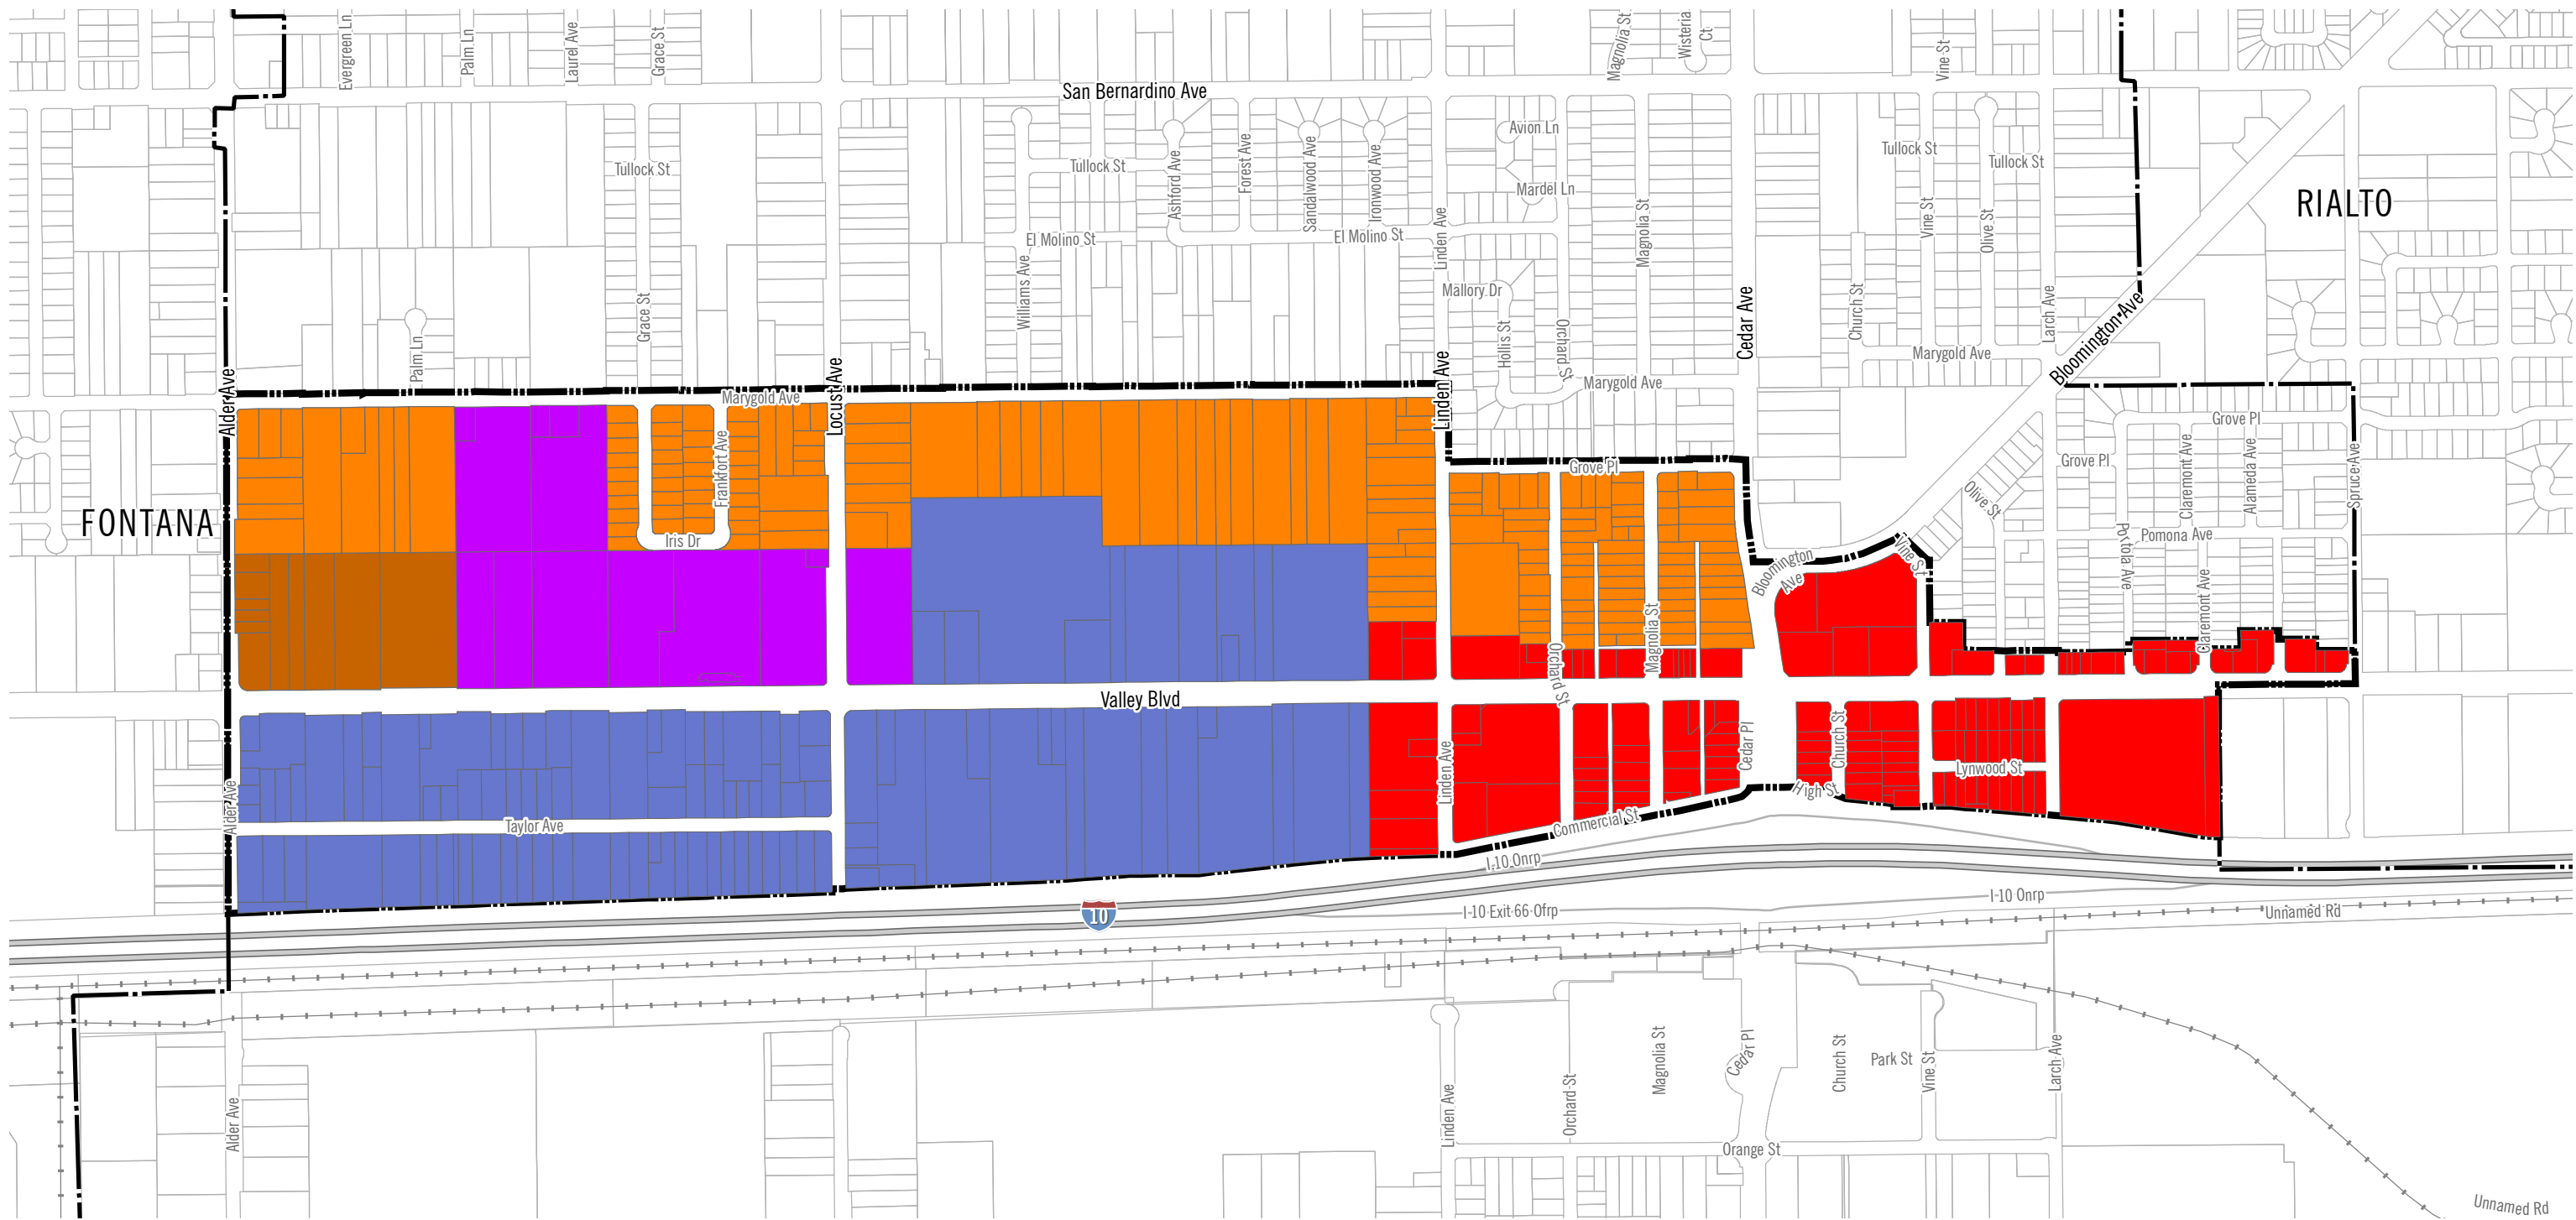 Evergreen Ln
Palm Ln
Laurel Ave
Grace St
Magnolia St
Wisteria
Ct
Vine St
San Bernardino Ave
Tullock St
Tullock St
Ashford Ave
Forest Ave
Sandalwood Ave
Ironwood Ave
Avion Ln
Mardel Ln
Tullock St
Tullock St
RIALTO
El Molino St
El Molino St
Linden Ave
Magnolia St
Vine St
Olive St
Williams Ave
Mallory Dr
Grace St
Palm Ln
Hollis St
Orchard St
Cedar Ave
Church St
Larch Ave
Bloomington Ave
Marygold Ave
Alder Ave
Marygold Ave
Locust Ave
Linden Ave
Marygold Ave
Grove Pl
Frankfort Ave
Grove Pl
Grove Pl
Claremont Ave
Alameda Ave
Spruce Ave
Olive St
FONTANA
Iris Dr
Bloomington
Ave
Vine St
Portola Ave
Pomona Ave
Claremont Ave
Magnolia St
Orchard St
Valley Blvd
Linden Ave
Cedar Pl
Church St
Lynwood St
High St
Alder Ave
Taylor Ave
Commercial St
I-10 Onrp
10
I-10 Exit 66 Ofrp
I-10 Onrp
Unnamed Rd
Alder Ave
Linden Ave
Orchard St
Magnolia St
Cedar Pl
Church St
Park St
Vine St
Larch Ave
Orange St
Unnamed Rd